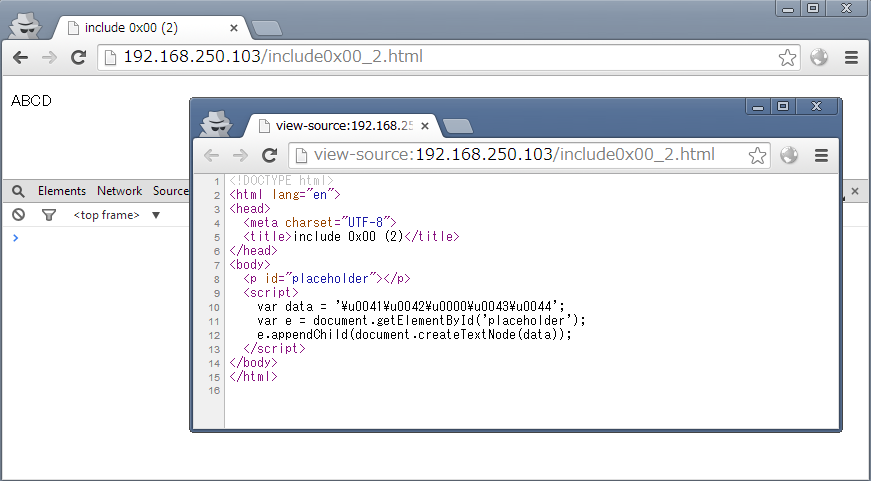 include 0x00 (2)
192.168.250.103/include0x00_2.html
ABCD
Elements Network Source
<top frame>
view-source:192.168.25
view-source:192.168.250.103/include0x00_2.html
1 <!DOCTYPE html>
2 <html lang="en">
3 <head>
4 <meta charset="UTF-8">
5 <title>include 0x00 (2)</title>
6 </head>
7 <body>
8 <p id="placeholder"></p>
9 <script>
10 var data = '¥u0041¥u0042¥u0000¥u0043¥u0044';
11 var e = document.getElementById('placeholder');
12 e.appendChild(document.createTextNode(data));
13 </script>
14 </body>
15 </html>
16